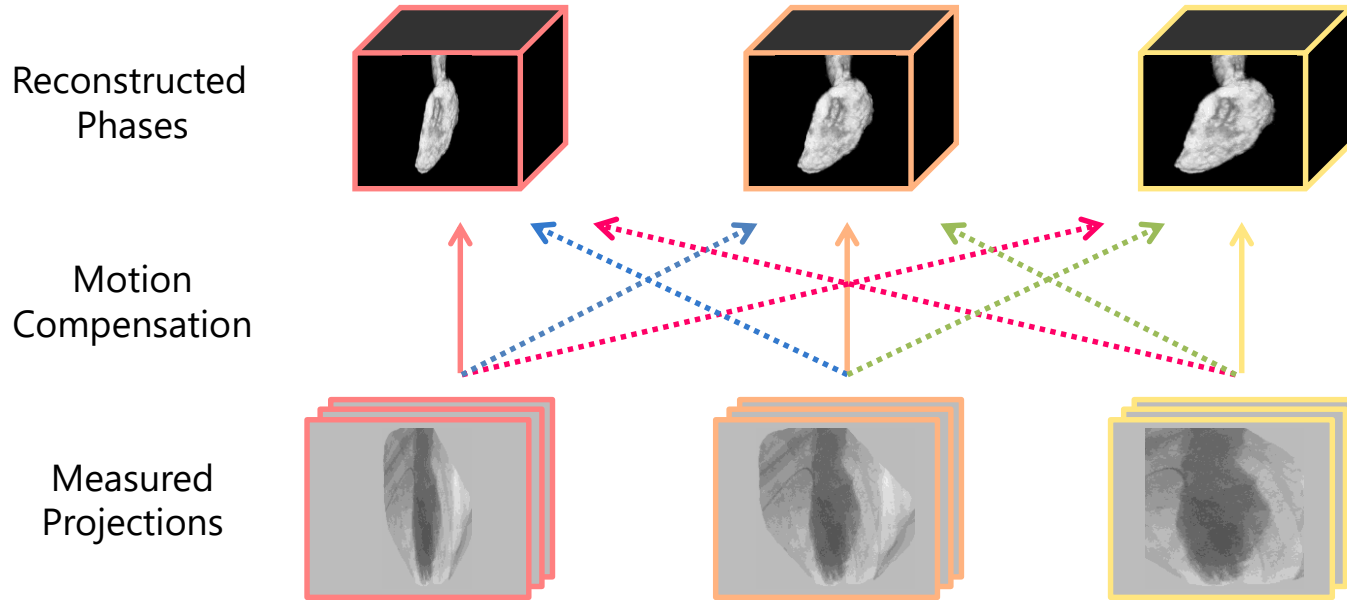 Reconstructed
Phases
Motion
Compensation
Measured
Projections